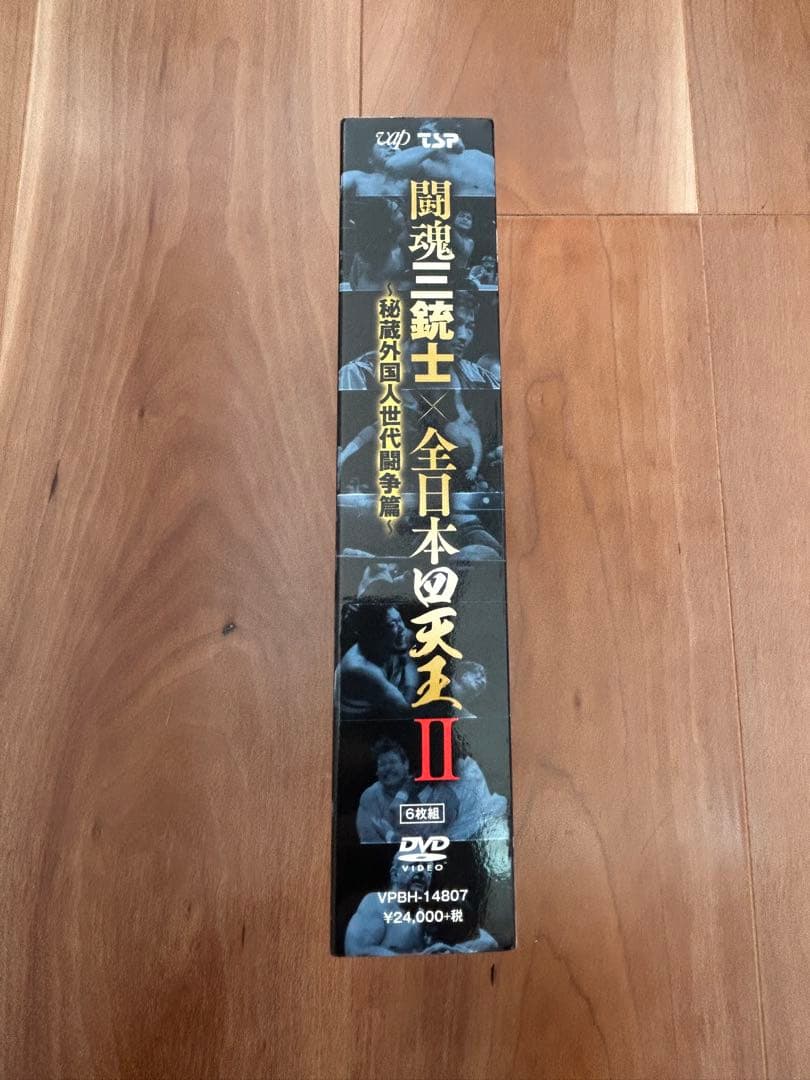 vap TSP
闘魂三銃士×全日本四天王II
～秘蔵外国人世代闘争篇～
6枚組
DVD
VIDEO™
VPBH-14807
¥24,000+税